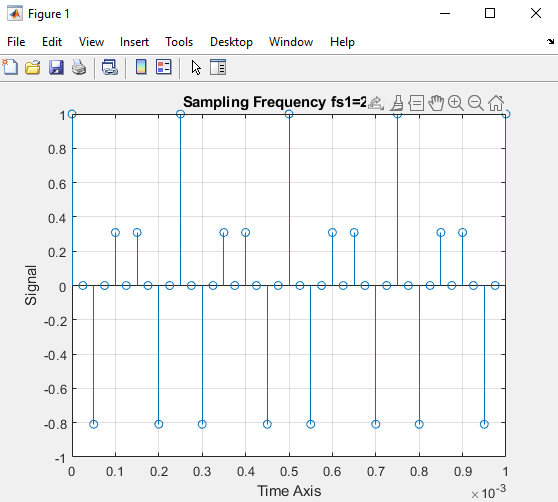 Figure 1
File Edit View Insert Tools Desktop Window Help
Sampling Frequency fs1=2
1
0.8
0.6
0.4
0.2
0
-0.2
-0.4
-0.6
-0.8
-1
Signal
0 0.1 0.2 0.3 0.4 0.5 0.6 0.7 0.8 0.9 1
Time Axis
×10-3